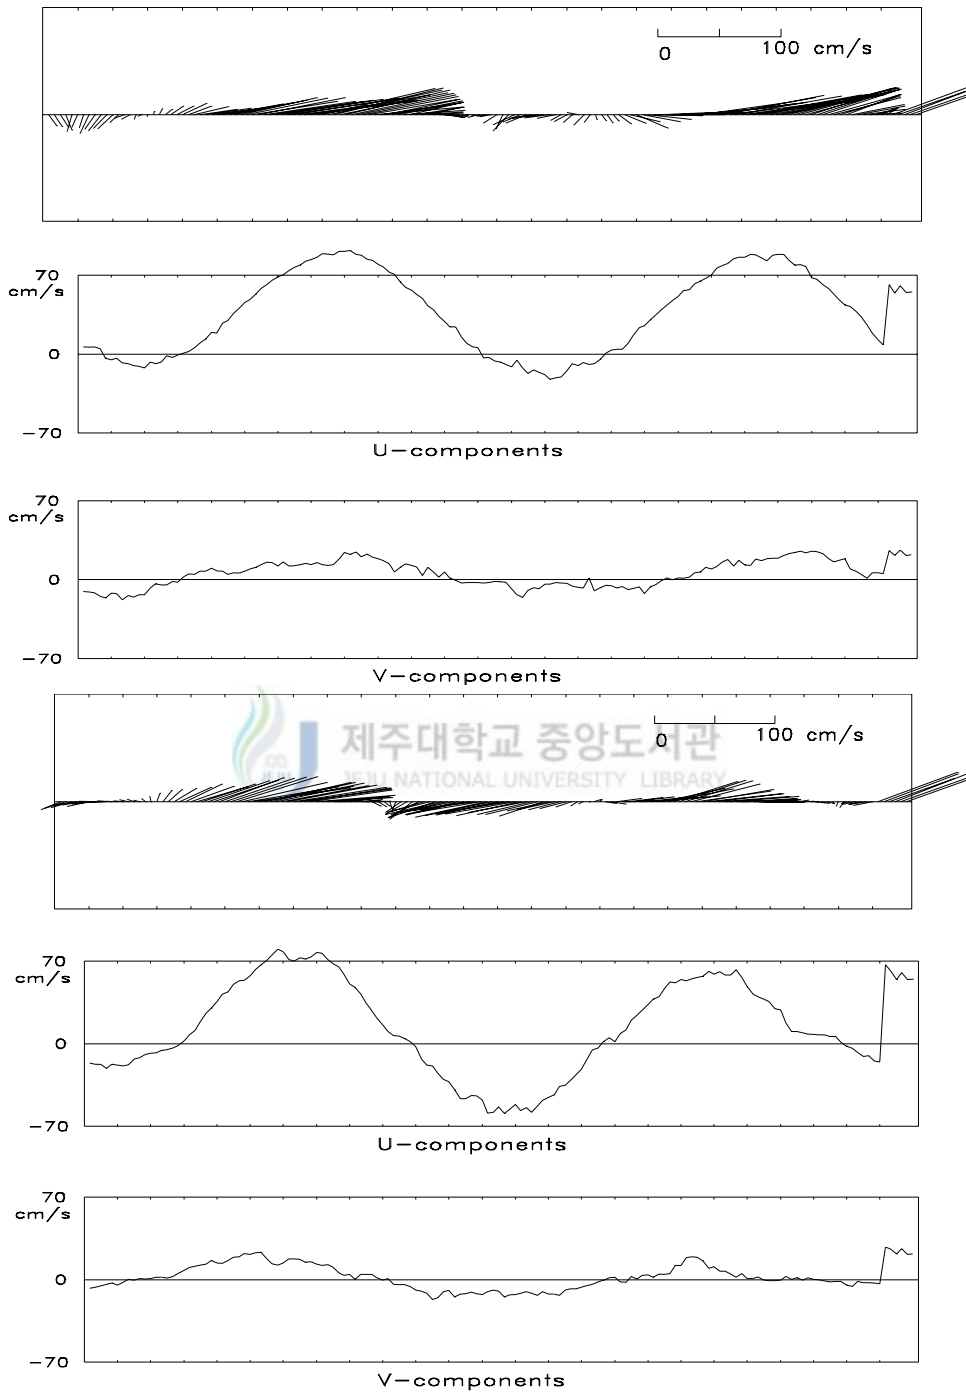 0 100 cm/s
70
cm/s
0
-70
U-components
70
cm/s
0
-70
V-components
제주대학교 중앙도서관
JEJU NATIONAL UNIVERSITY LIBRARY
0 100 cm/s
70
cm/s
0
-70
U-components
70
cm/s
0
-70
V-components